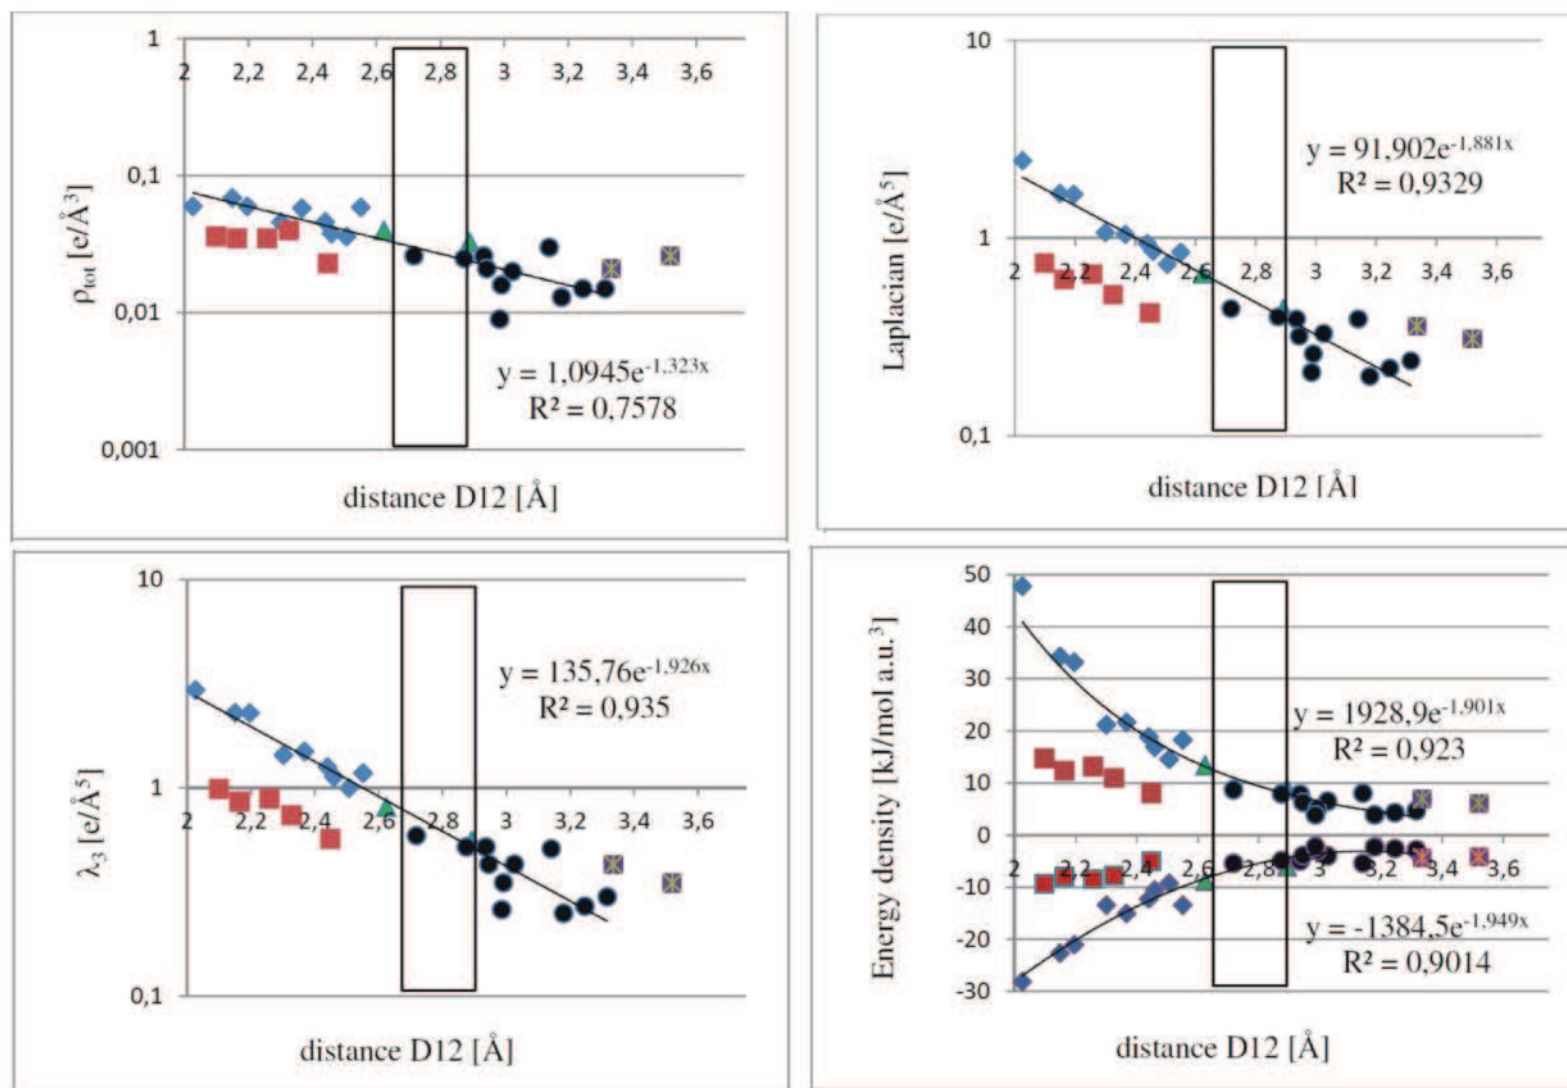 1
2 2,2 2,4 2,6 2,8 3 3,2 3,4 3,6
0,1
0,01
0,001
ρtot [e/Å³]
y = 1,0945e^-1,323x
R² = 0,7578
distance D12 [Å]
10
1
2 2,2 2,4 2,6 2,8 3 3,2 3,4 3,6
0,1
Laplacian [e/Å⁵]
y = 91,902e^-1,881x
R² = 0,9329
distance D12 [Å]
10
1
2 2,2 2,4 2,6 2,8 3 3,2 3,4 3,6
0,1
λ₃ [e/Å⁵]
y = 135,76e^-1,926x
R² = 0,935
distance D12 [Å]
50
40
30
20
10
0
2 2,2 2,4 2,6 2,8 3 3,2 3,4 3,6
-10
-20
-30
Energy density [kJ/mol a.u.³]
y = 1928,9e^-1,901x
R² = 0,923
y = -1384,5e^-1,949x
R² = 0,9014
distance D12 [Å]